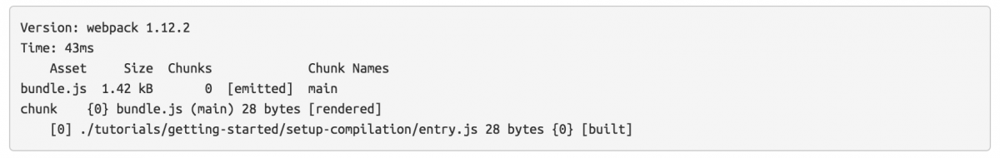 Version: webpack 1.12.2
Time: 43ms
    Asset     Size  Chunks             Chunk Names
bundle.js  1.42 kB       0  [emitted]  main
chunk    {0} bundle.js (main) 28 bytes [rendered]
    [0] ./tutorials/getting-started/setup-compilation/entry.js 28 bytes {0} [built]